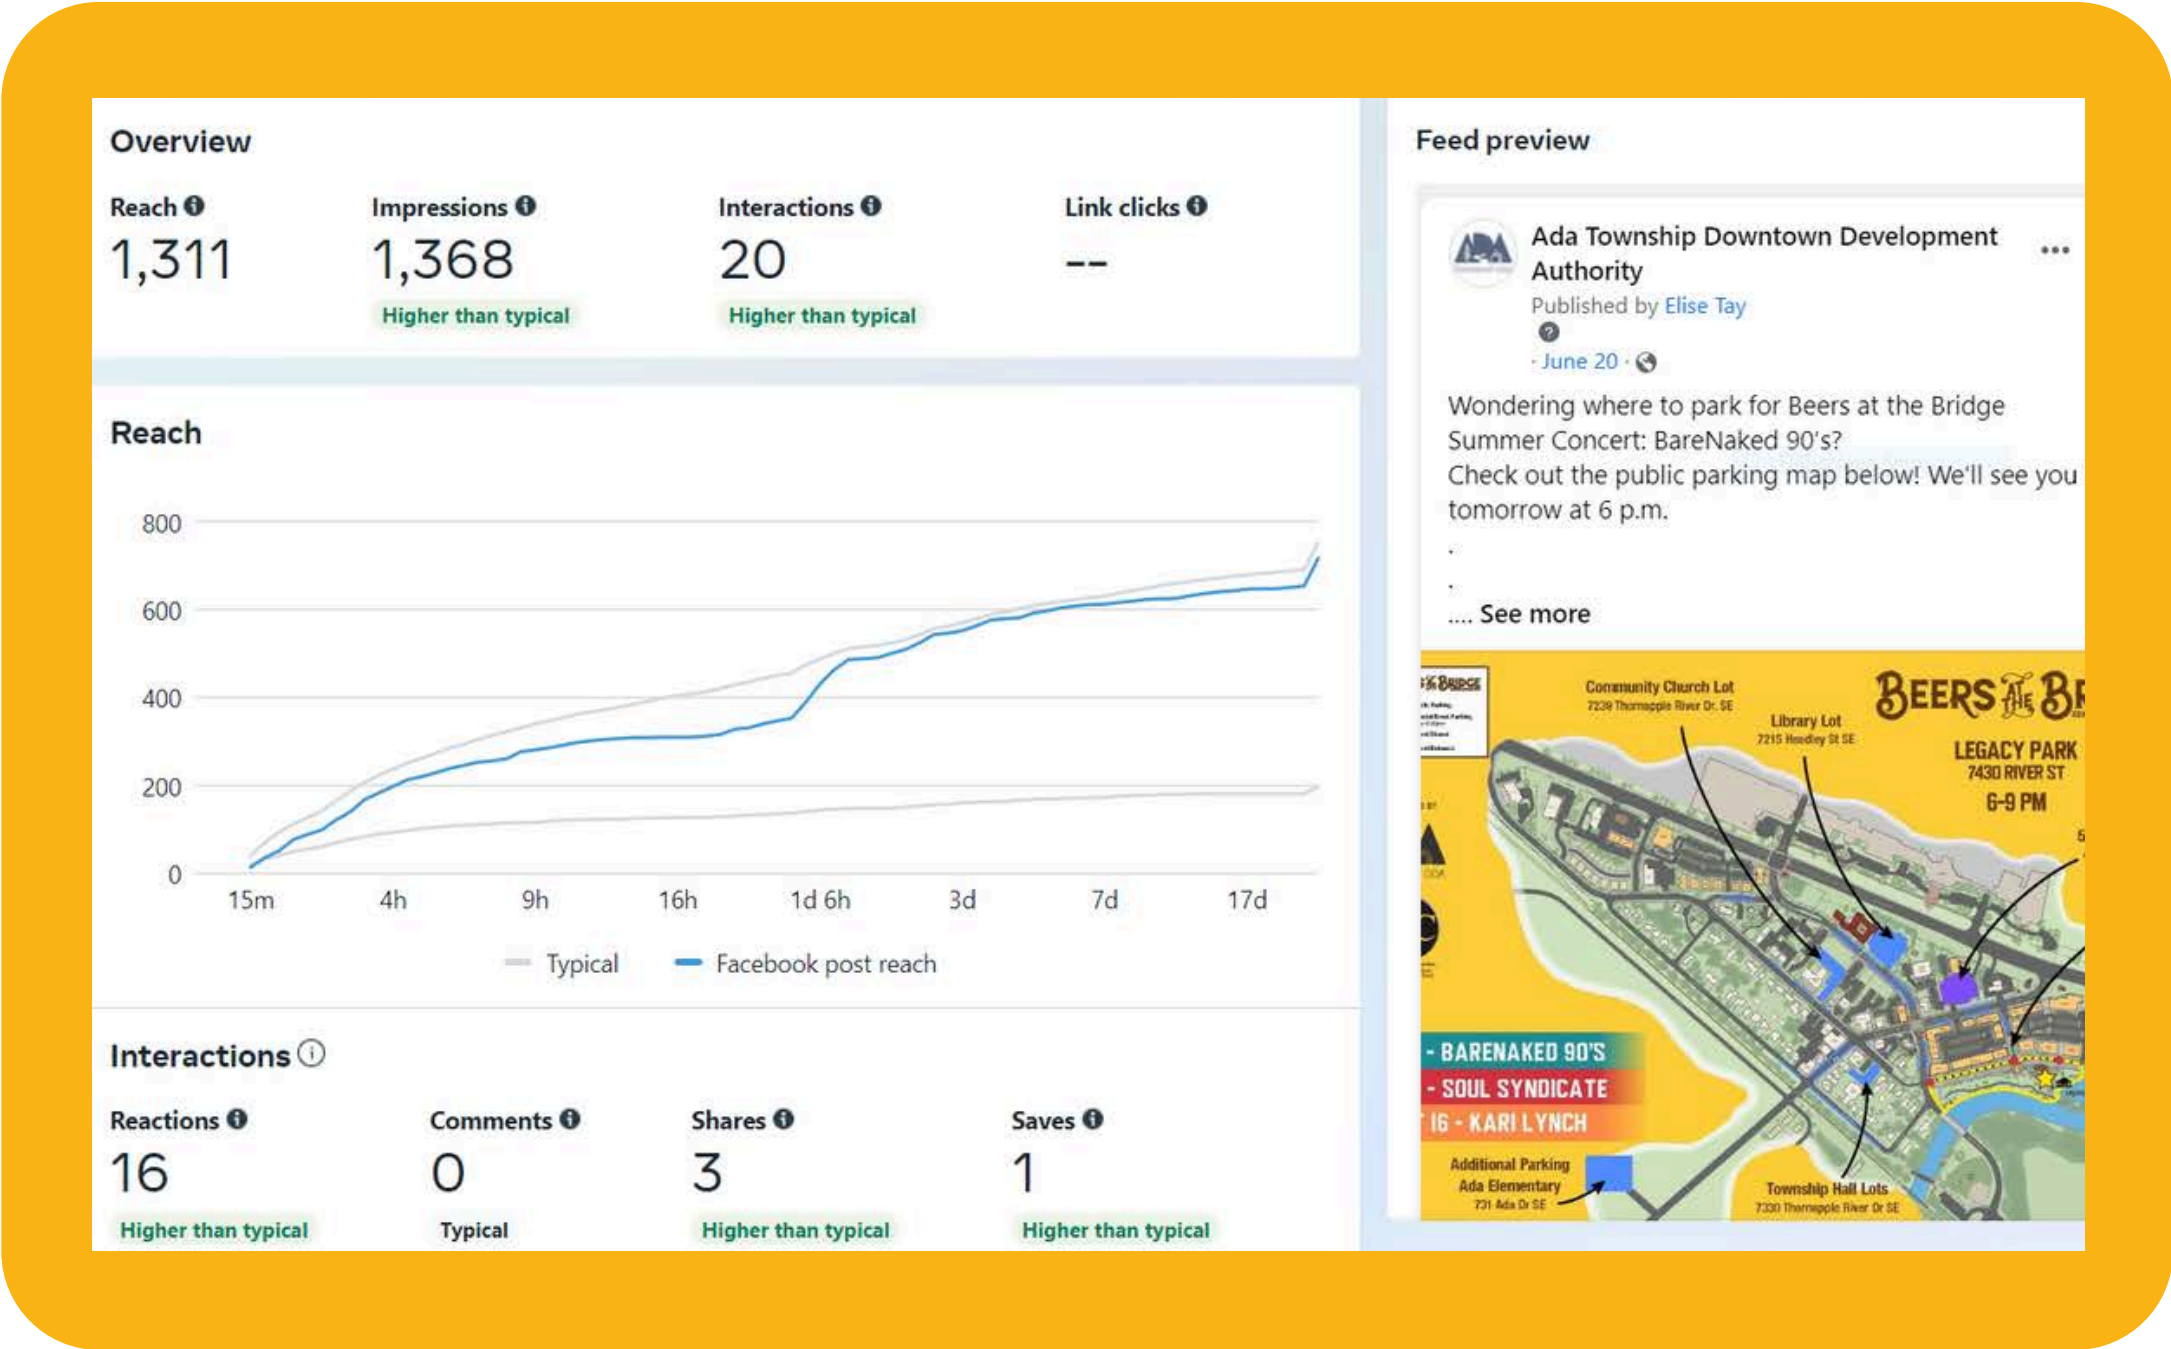 Overview
Reach
1,311
Impressions
1,368
Higher than typical
Interactions
20
Higher than typical
Link clicks
--
Reach
800
600
400
200
0
15m 4h 9h 16h 1d 6h 3d 7d 17d
Typical Facebook post reach
Interactions
Reactions
16
Higher than typical
Comments
0
Typical
Shares
3
Higher than typical
Saves
1
Higher than typical
Feed preview
Ada Township Downtown Development
Authority
Published by Elise Tay
· June 20 ·
Wondering where to park for Beers at the Bridge
Summer Concert: BareNaked 90's?
Check out the public parking map below! We'll see you
tomorrow at 6 p.m.
.
.
.... See more
BRIDGE
Community Church Lot
7239 Thornapple River Dr. SE
Library Lot
7215 Headley St SE
BEERS AT THE BR
LEGACY PARK
7430 RIVER ST
6-9 PM
- BARENAKED 90'S
- SOUL SYNDICATE
16 - KARI LYNCH
Additional Parking
Ada Elementary
731 Ada Dr SE
Township Hall Lots
7330 Thornapple River Dr SE